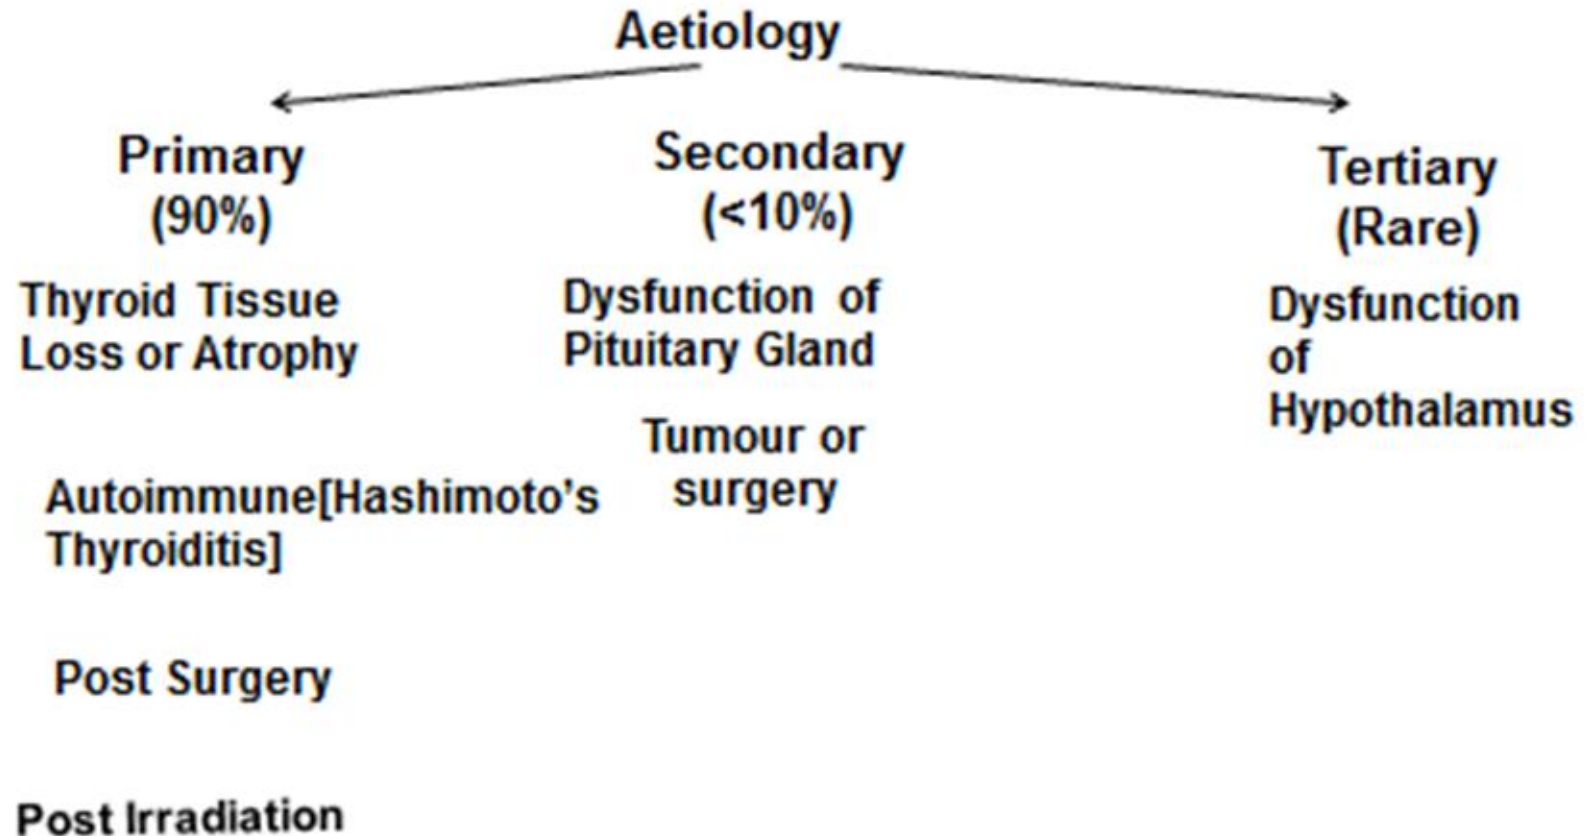 Aetiology
Primary
(90%)
Thyroid Tissue
Loss or Atrophy
Autoimmune[Hashimoto's
Thyroiditis]
Post Surgery
Post Irradiation
Secondary
(<10%)
Dysfunction of
Pituitary Gland
Tumour or
surgery
Tertiary
(Rare)
Dysfunction
of
Hypothalamus